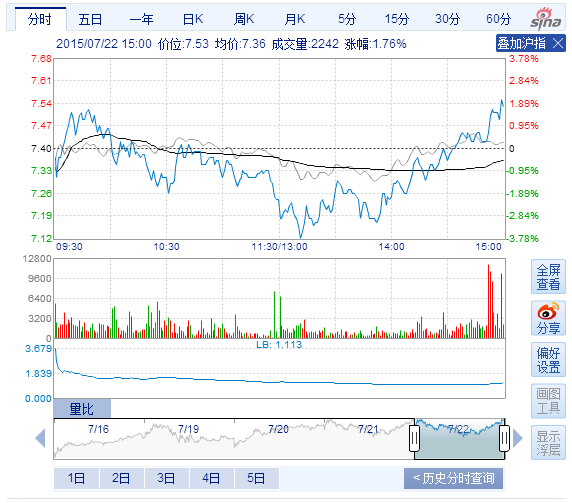 分时 五日 一年 日K 周K 月K 5分 15分 30分 60分
sina
2015/07/22 15:00 价位:7.53 均价:7.36 成交量:2242 涨幅:1.76%
叠加沪指 X
7.68 3.78%
7.61 2.84%
7.54 1.89%
7.47 0.95%
7.40 0
7.33 -0.95%
7.26 -1.89%
7.19 -2.84%
7.12 -3.78%
09:30 10:30 11:30/13:00 14:00 15:00
12800
9600
6400
3200
0
LB: 1.113
3.679
1.839
0.000
量比
7/16 7/17 7/20 7/21 7/22
1日 2日 3日 4日 5日
<历史分时查询
全屏
查看
分享
偏好
设置
画图
工具
显示
浮层